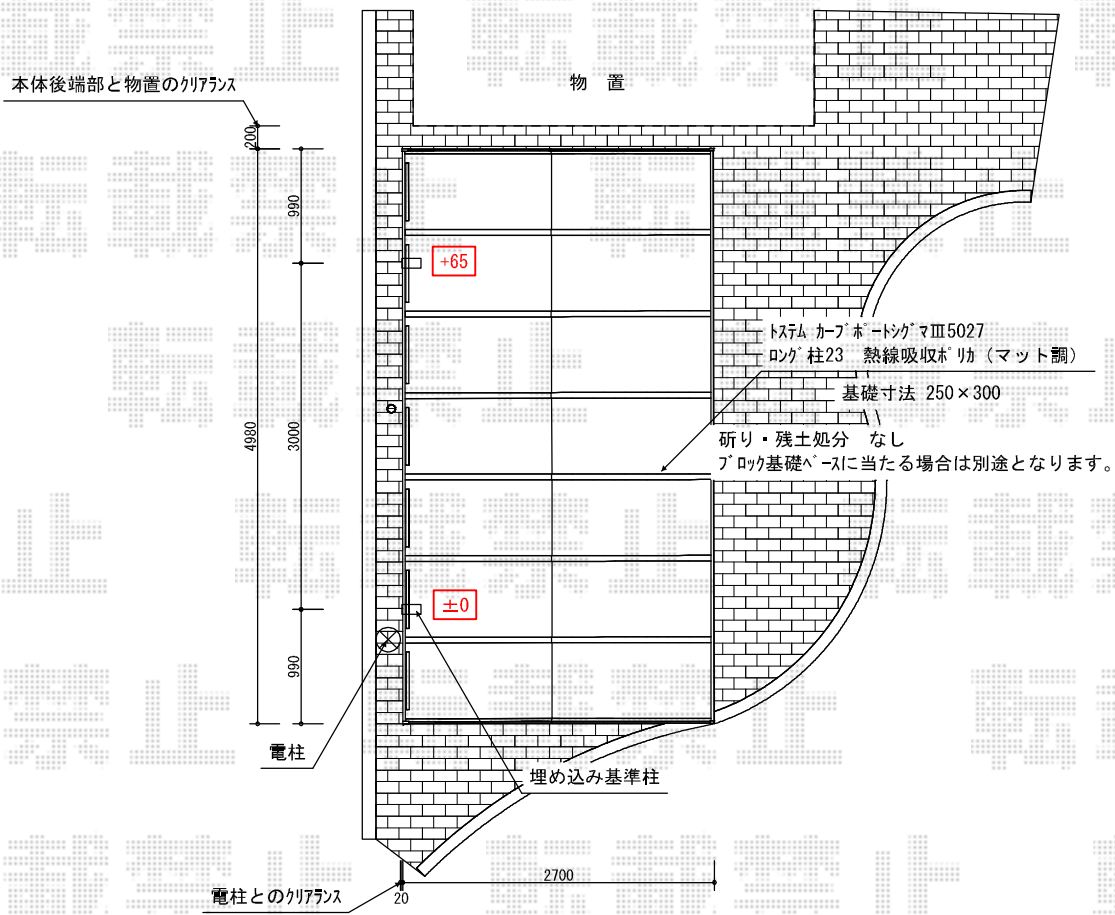 転載禁止
物 置
本体後端部と物置のクリアランス
200
990
+65
トステム カーブポートシグマⅢ5027
ロング柱23 熱線吸収ポリカ（マット調）
基礎寸法 250×300
4980
3000
斫り・残土処分 なし
ブロック基礎ベースに当たる場合は別途となります。
±0
990
電柱
埋め込み基準柱
2700
電柱とのクリアランス
20